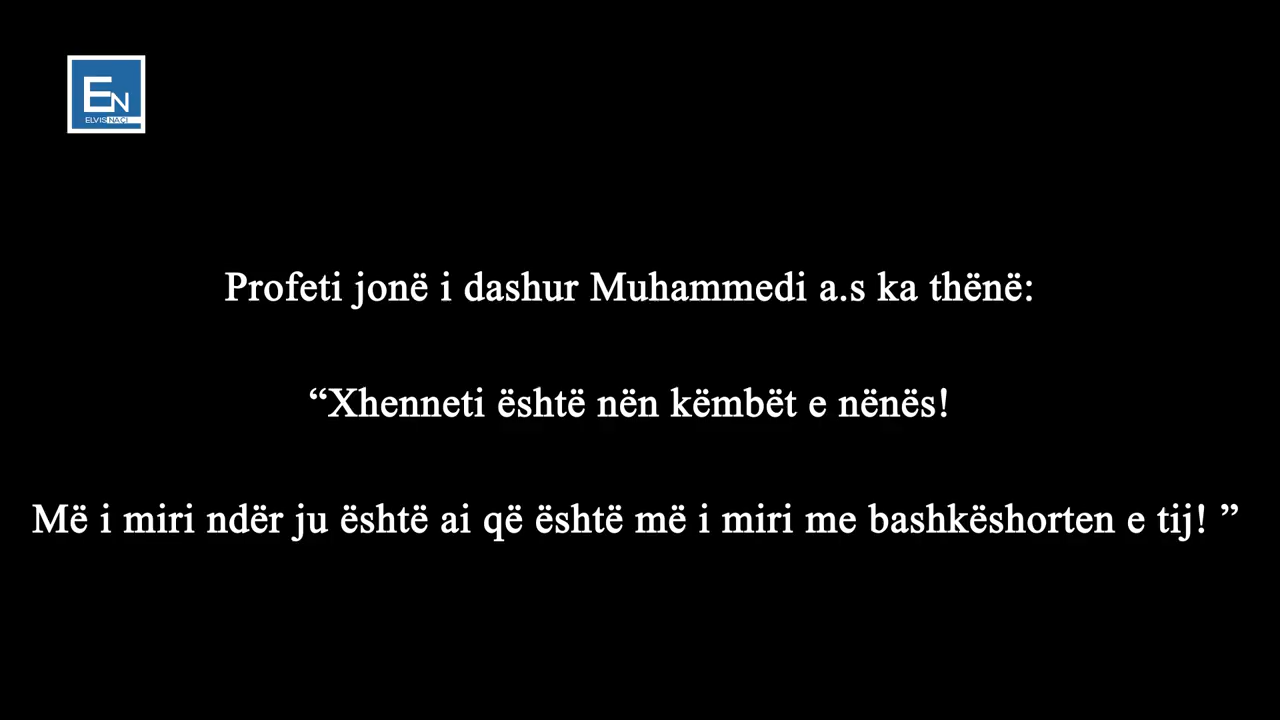 EN
ELVIS NAÇI
Profeti jonë i dashur Muhammedi a.s ka thënë:
“Xhenneti është nën këmbët e nënës!
Më i miri ndër ju është ai që është më i miri me bashkëshorten e tij! ”